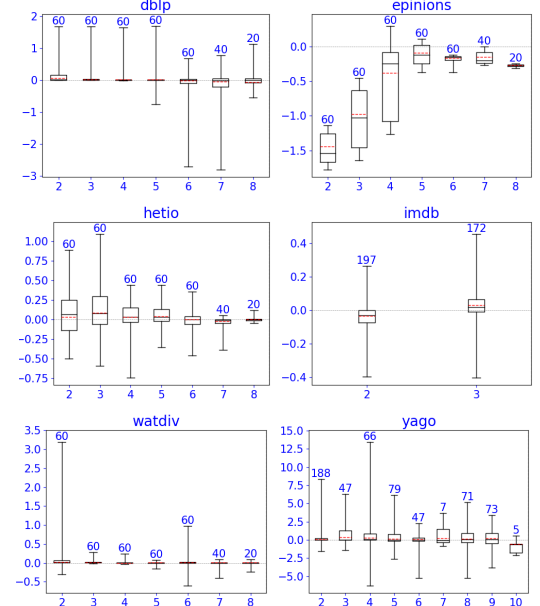 dblp
2
1
0
−1
−2
−3
60 60 60 60 60 40 20
2 3 4 5 6 7 8
epinions
0.0
−0.5
−1.0
−1.5
60 60 60 60 60 40 20
2 3 4 5 6 7 8
hetio
1.00
0.75
0.50
0.25
0.00
−0.25
−0.50
−0.75
60 60 60 60 60 40 20
2 3 4 5 6 7 8
imdb
0.4
0.2
0.0
−0.2
−0.4
197 172
2 3
watdiv
3.5
3.0
2.5
2.0
1.5
1.0
0.5
0.0
−0.5
60 60 60 60 60 40 20
2 3 4 5 6 7 8
yago
15.0
12.5
10.0
7.5
5.0
2.5
0.0
−2.5
−5.0
188 47 66 79 47 7 71 73 5
2 3 4 5 6 7 8 9 10